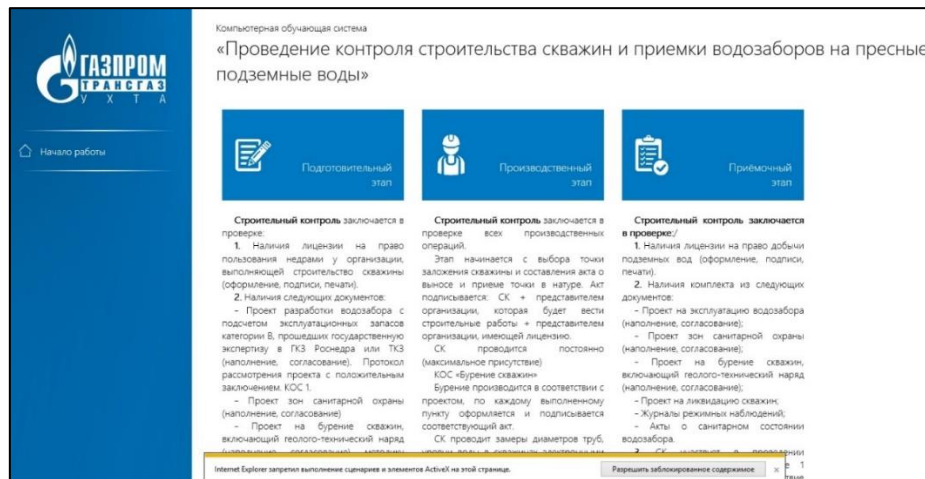 ГАЗПРОМ
ТРАНСГАЗ
УХТА
Начало работы
Компьютерная обучающая система
«Проведение контроля строительства скважин и приемки водозаборов на пресные
подземные воды»
Подготовительный
этап
Строительный контроль заключается в
проверке:
1. Наличия лицензии на право
пользования недрами у организации,
выполняющей строительство скважины
(оформление, подписи, печати).
2. Наличия следующих документов:
– Проект разработки водозабора с
подсчетом эксплуатационных запасов
категории В, прошедших государственную
экспертизу в ГКЗ Роснедра или ТКЗ
(наполнение, согласование). Протокол
рассмотрения проекта с положительным
заключением. КОС 1.
– Проект зон санитарной охраны
(наполнение, согласование)
– Проект на бурение скважин,
включающий геолого-технический наряд
Производственный
этап
Строительный контроль заключается в
проверке всех производственных
операций.
Этап начинается с выбора точки
заложения скважины и составления акта о
выносе и приеме точки в натуре. Акт
подписывается: СК + представителем
организации, которая будет вести
строительные работы + представителем
организации, имеющей лицензию.
СК проводится постоянно
(максимальное присутствие)
КОС «Бурение скважин»
Бурение производится в соответствии с
проектом, по каждому выполненному
пункту оформляется и подписывается
соответствующий акт.
СК проводит замеры диаметров труб,
Приёмочный
этап
Строительный контроль заключается
в проверке:/
1. Наличия лицензии на право добычи
подземных вод (оформление, подписи,
печати).
2. Наличия комплекта из следующих
документов:
– Проект на эксплуатацию водозабора
(наполнение, согласование);
– Проект зон санитарной охраны
(наполнение, согласование);
– Проект на бурение скважин,
включающий геолого-технический наряд
(наполнение, согласование);
– Проект на ликвидацию скважин;
– Журналы режимных наблюдений;
– Акты о санитарном состоянии
водозабора.
Internet Explorer запретил выполнение сценариев и элементов ActiveX на этой странице.
Разрешить заблокированное содержимое
×